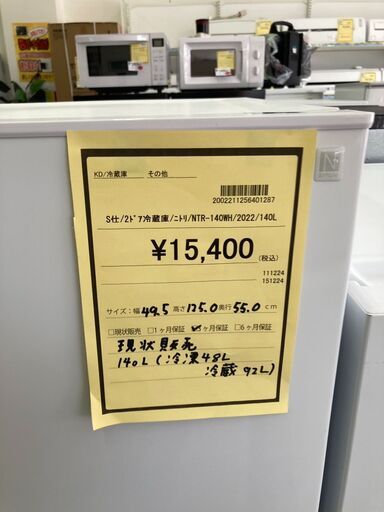 KD/冷蔵庫 その他
2002211256401287
S仕/2ﾄﾞｱ冷蔵庫/ﾆﾄﾘ/NTR-140WH/2022/140L
¥15,400 (税込)
111224
151224
サイズ:幅 49.5 高さ 125.0 奥行 55.0 cm
□現状販売 □1ヶ月保証 ヶ月保証 □6ヶ月保証
現状販売
140L (冷凍48L
冷蔵 92L)
N